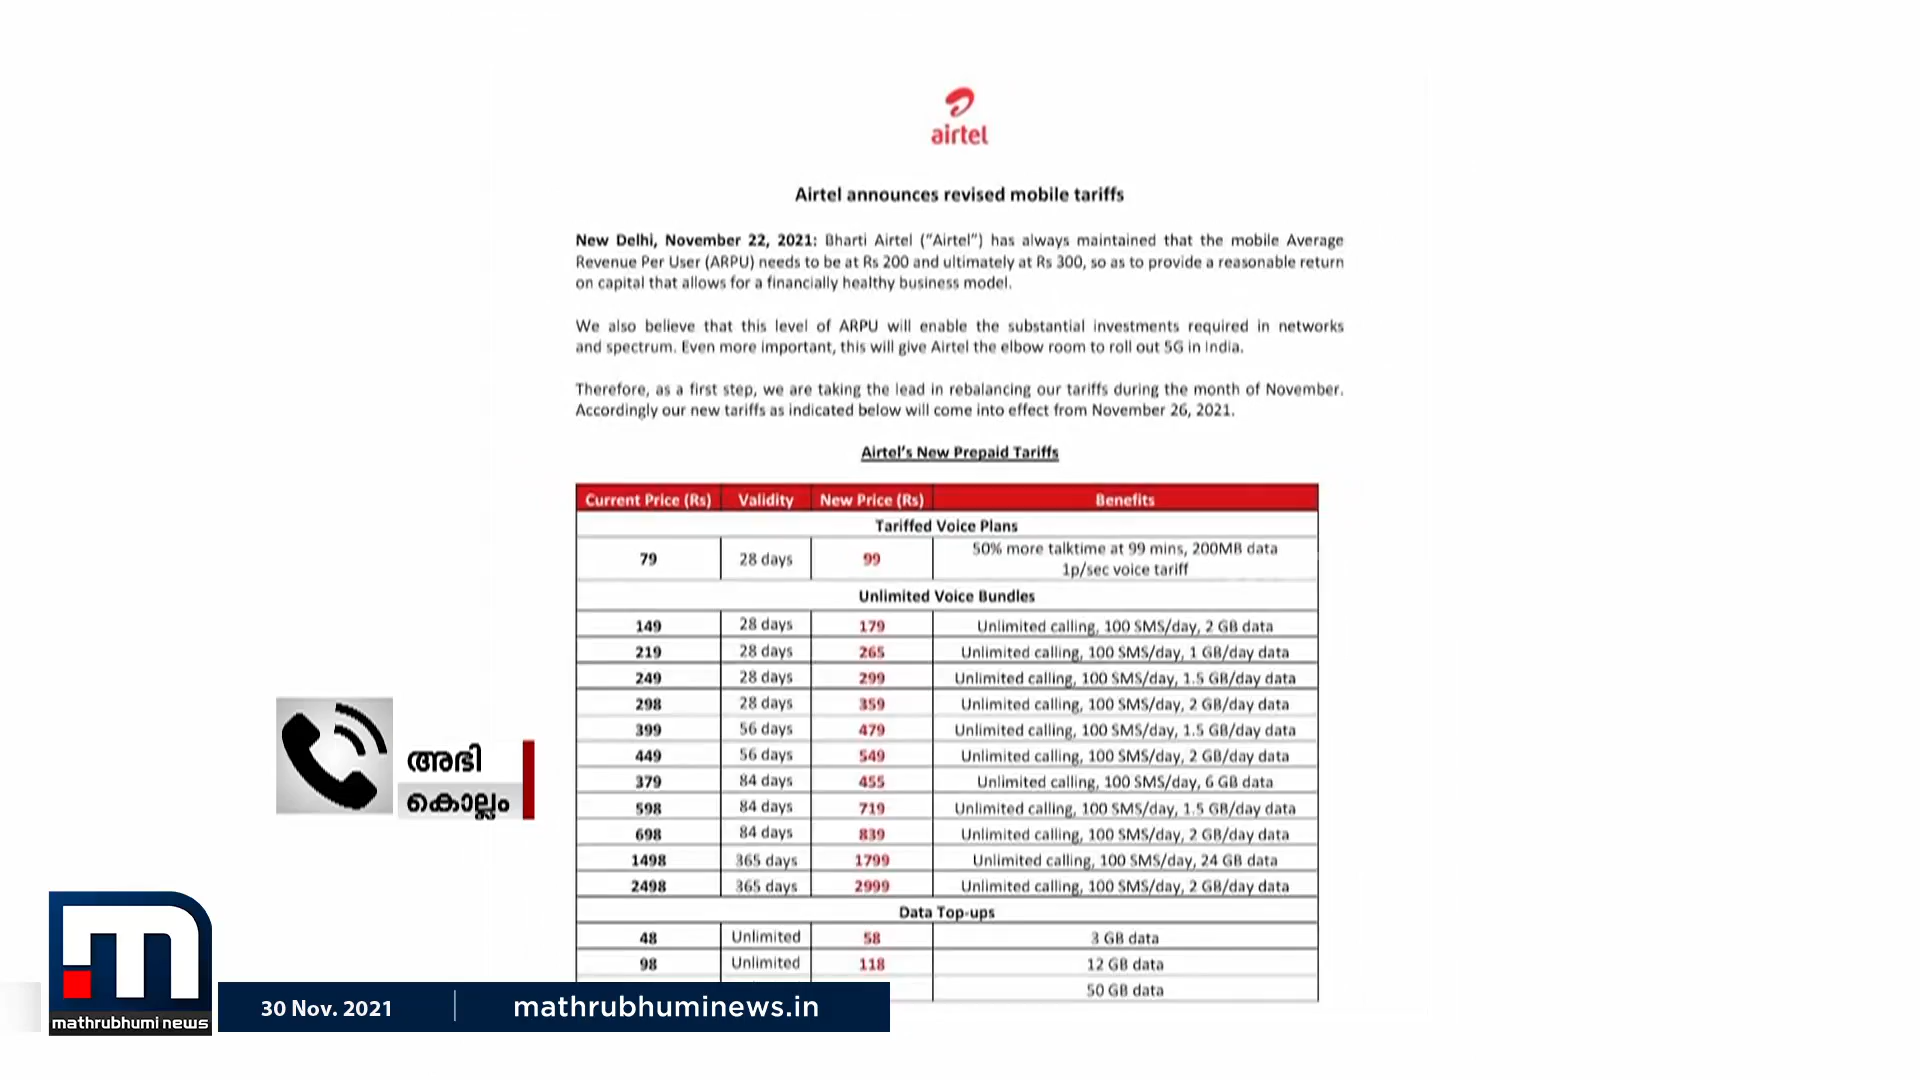 airtel
Airtel announces revised mobile tariffs
New Delhi, November 22, 2021: Bharti Airtel (“Airtel”) has always maintained that the mobile Average
Revenue Per User (ARPU) needs to be at Rs 200 and ultimately at Rs 300, so as to provide a reasonable return
on capital that allows for a financially healthy business model.
We also believe that this level of ARPU will enable the substantial investments required in networks
and spectrum. Even more important, this will give Airtel the elbow room to roll out 5G in India.
Therefore, as a first step, we are taking the lead in rebalancing our tariffs during the month of November.
Accordingly our new tariffs as indicated below will come into effect from November 26, 2021.
Airtel’s New Prepaid Tariffs
Current Price (Rs) Validity New Price (Rs) Benefits
Tariffed Voice Plans
79 28 days 99 50% more talktime at 99 mins, 200MB data
1p/sec voice tariff
Unlimited Voice Bundles
149 28 days 179 Unlimited calling, 100 SMS/day, 2 GB data
219 28 days 265 Unlimited calling, 100 SMS/day, 1 GB/day data
249 28 days 299 Unlimited calling, 100 SMS/day, 1.5 GB/day data
298 28 days 359 Unlimited calling, 100 SMS/day, 2 GB/day data
399 56 days 479 Unlimited calling, 100 SMS/day, 1.5 GB/day data
449 56 days 549 Unlimited calling, 100 SMS/day, 2 GB/day data
379 84 days 455 Unlimited calling, 100 SMS/day, 6 GB data
598 84 days 719 Unlimited calling, 100 SMS/day, 1.5 GB/day data
698 84 days 839 Unlimited calling, 100 SMS/day, 2 GB/day data
1498 365 days 1799 Unlimited calling, 100 SMS/day, 24 GB data
2498 365 days 2999 Unlimited calling, 100 SMS/day, 2 GB/day data
Data Top-ups
48 Unlimited 58 3 GB data
98 Unlimited 118 12 GB data
50 GB data
അഭി
കൊല്ലം
mathrubhumi news
30 Nov. 2021
mathrubhuminews.in